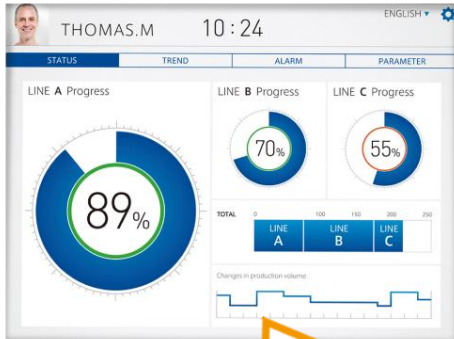 THOMAS.M 10:24 ENGLISH
STATUS TREND ALARM PARAMETER
LINE A Progress
89%
LINE B Progress
70%
LINE C Progress
55%
TOTAL 0 100 150 200 250
LINE A
LINE B
LINE C
Changes in production volume